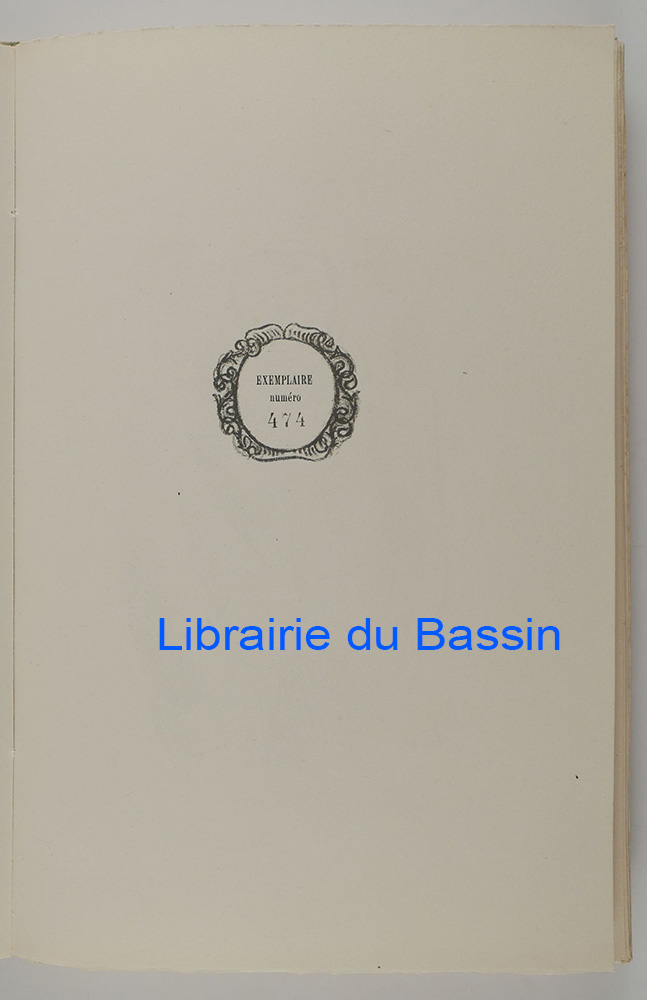 EXEMPLAIRE
numéro
474
Librairie du Bassin